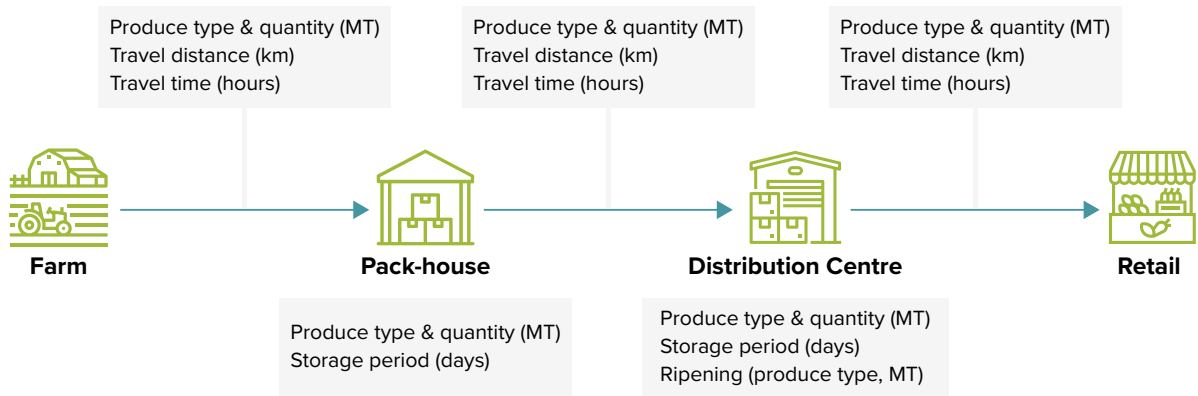 Produce type & quantity (MT)
Travel distance (km)
Travel time (hours)
Produce type & quantity (MT)
Travel distance (km)
Travel time (hours)
Produce type & quantity (MT)
Travel distance (km)
Travel time (hours)
Farm
Pack-house
Distribution Centre
Retail
Produce type & quantity (MT)
Storage period (days)
Produce type & quantity (MT)
Storage period (days)
Ripening (produce type, MT)